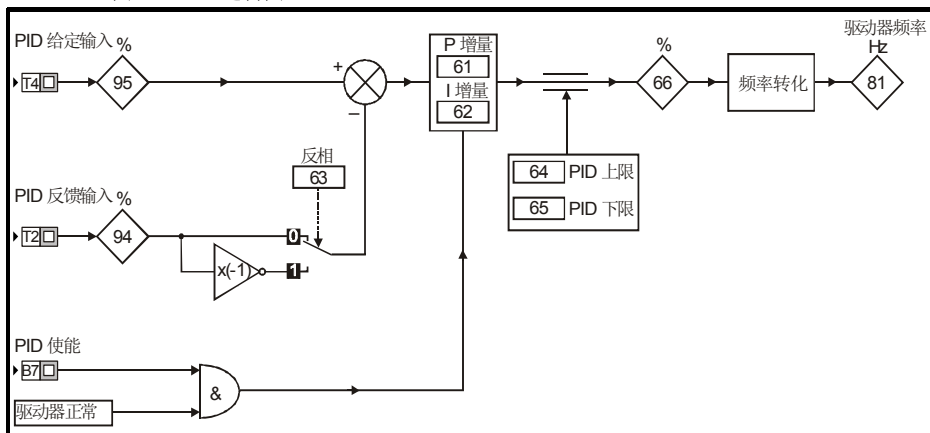 PID 给定输入 %
T4
95
+
−
P 增量
61
I 增量
62
%
66
频率转化
驱动器频率
Hz
81
反相
63
64 PID 上限
65 PID 下限
PID 反馈输入 %
T2
94
0
x(-1)
1
PID 使能
B7
&
驱动器正常